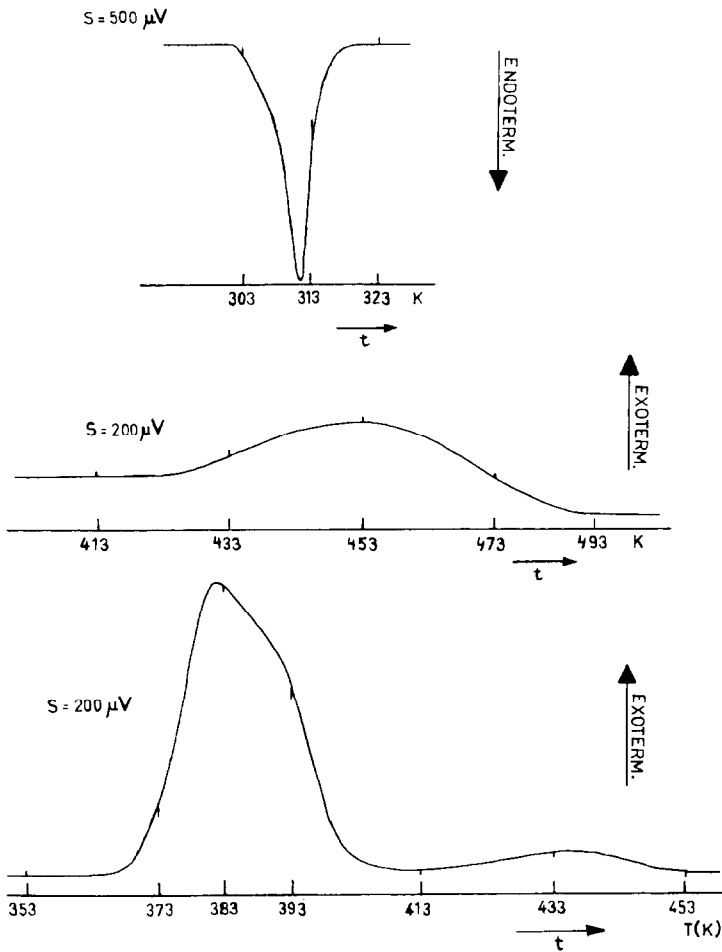 S = 500 µV
ENDOTERM.
303 313 323 K
t
S = 200 µV
EXOTERM.
413 433 453 473 493 K
t
S = 200 µV
EXOTERM.
353 373 383 393 413 433 453
t T(K)